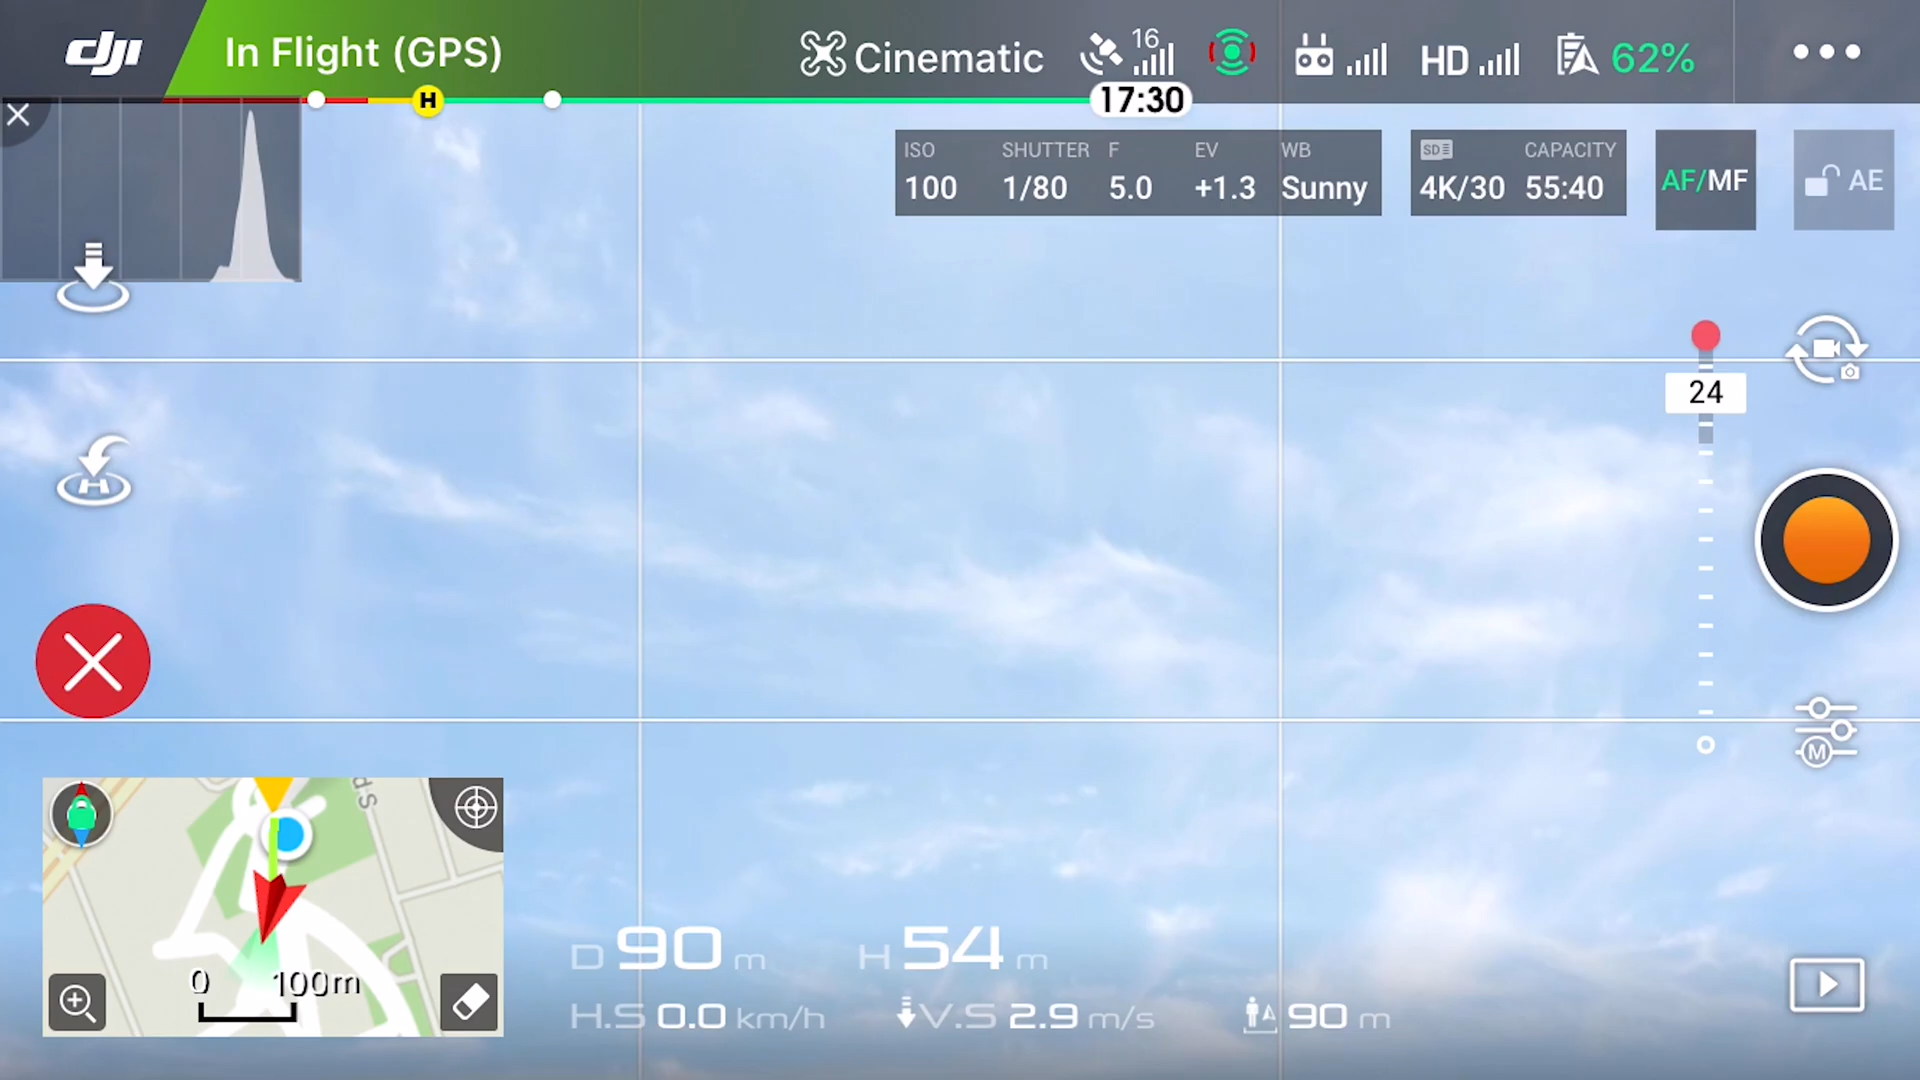 dji In Flight (GPS) Cinematic 16 HD 62%
H 17:30
ISO SHUTTER F EV WB SD CAPACITY
100 1/80 5.0 +1.3 Sunny 4K/30 55:40 AF/MF AE
24
H
M
ds
0 100m
D 90 m H 54 m
H.S 0.0 km/h V.S 2.9 m/s 90 m